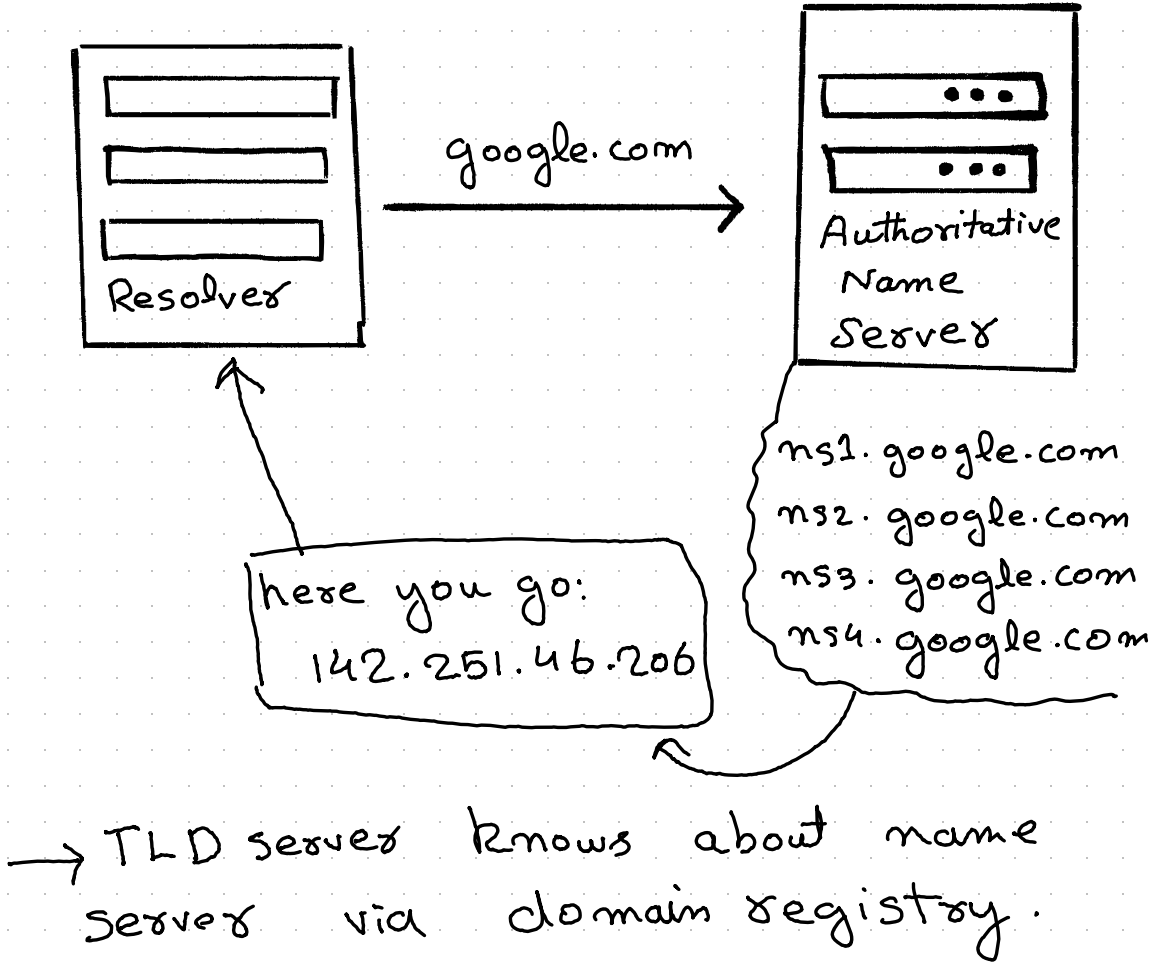 google.com
Resolver
Authoritative
Name
Server
ns1.google.com
ns2.google.com
ns3.google.com
ns4.google.com
here you go:
142.251.46.206
→ TLD server knows about name
server via domain registry.